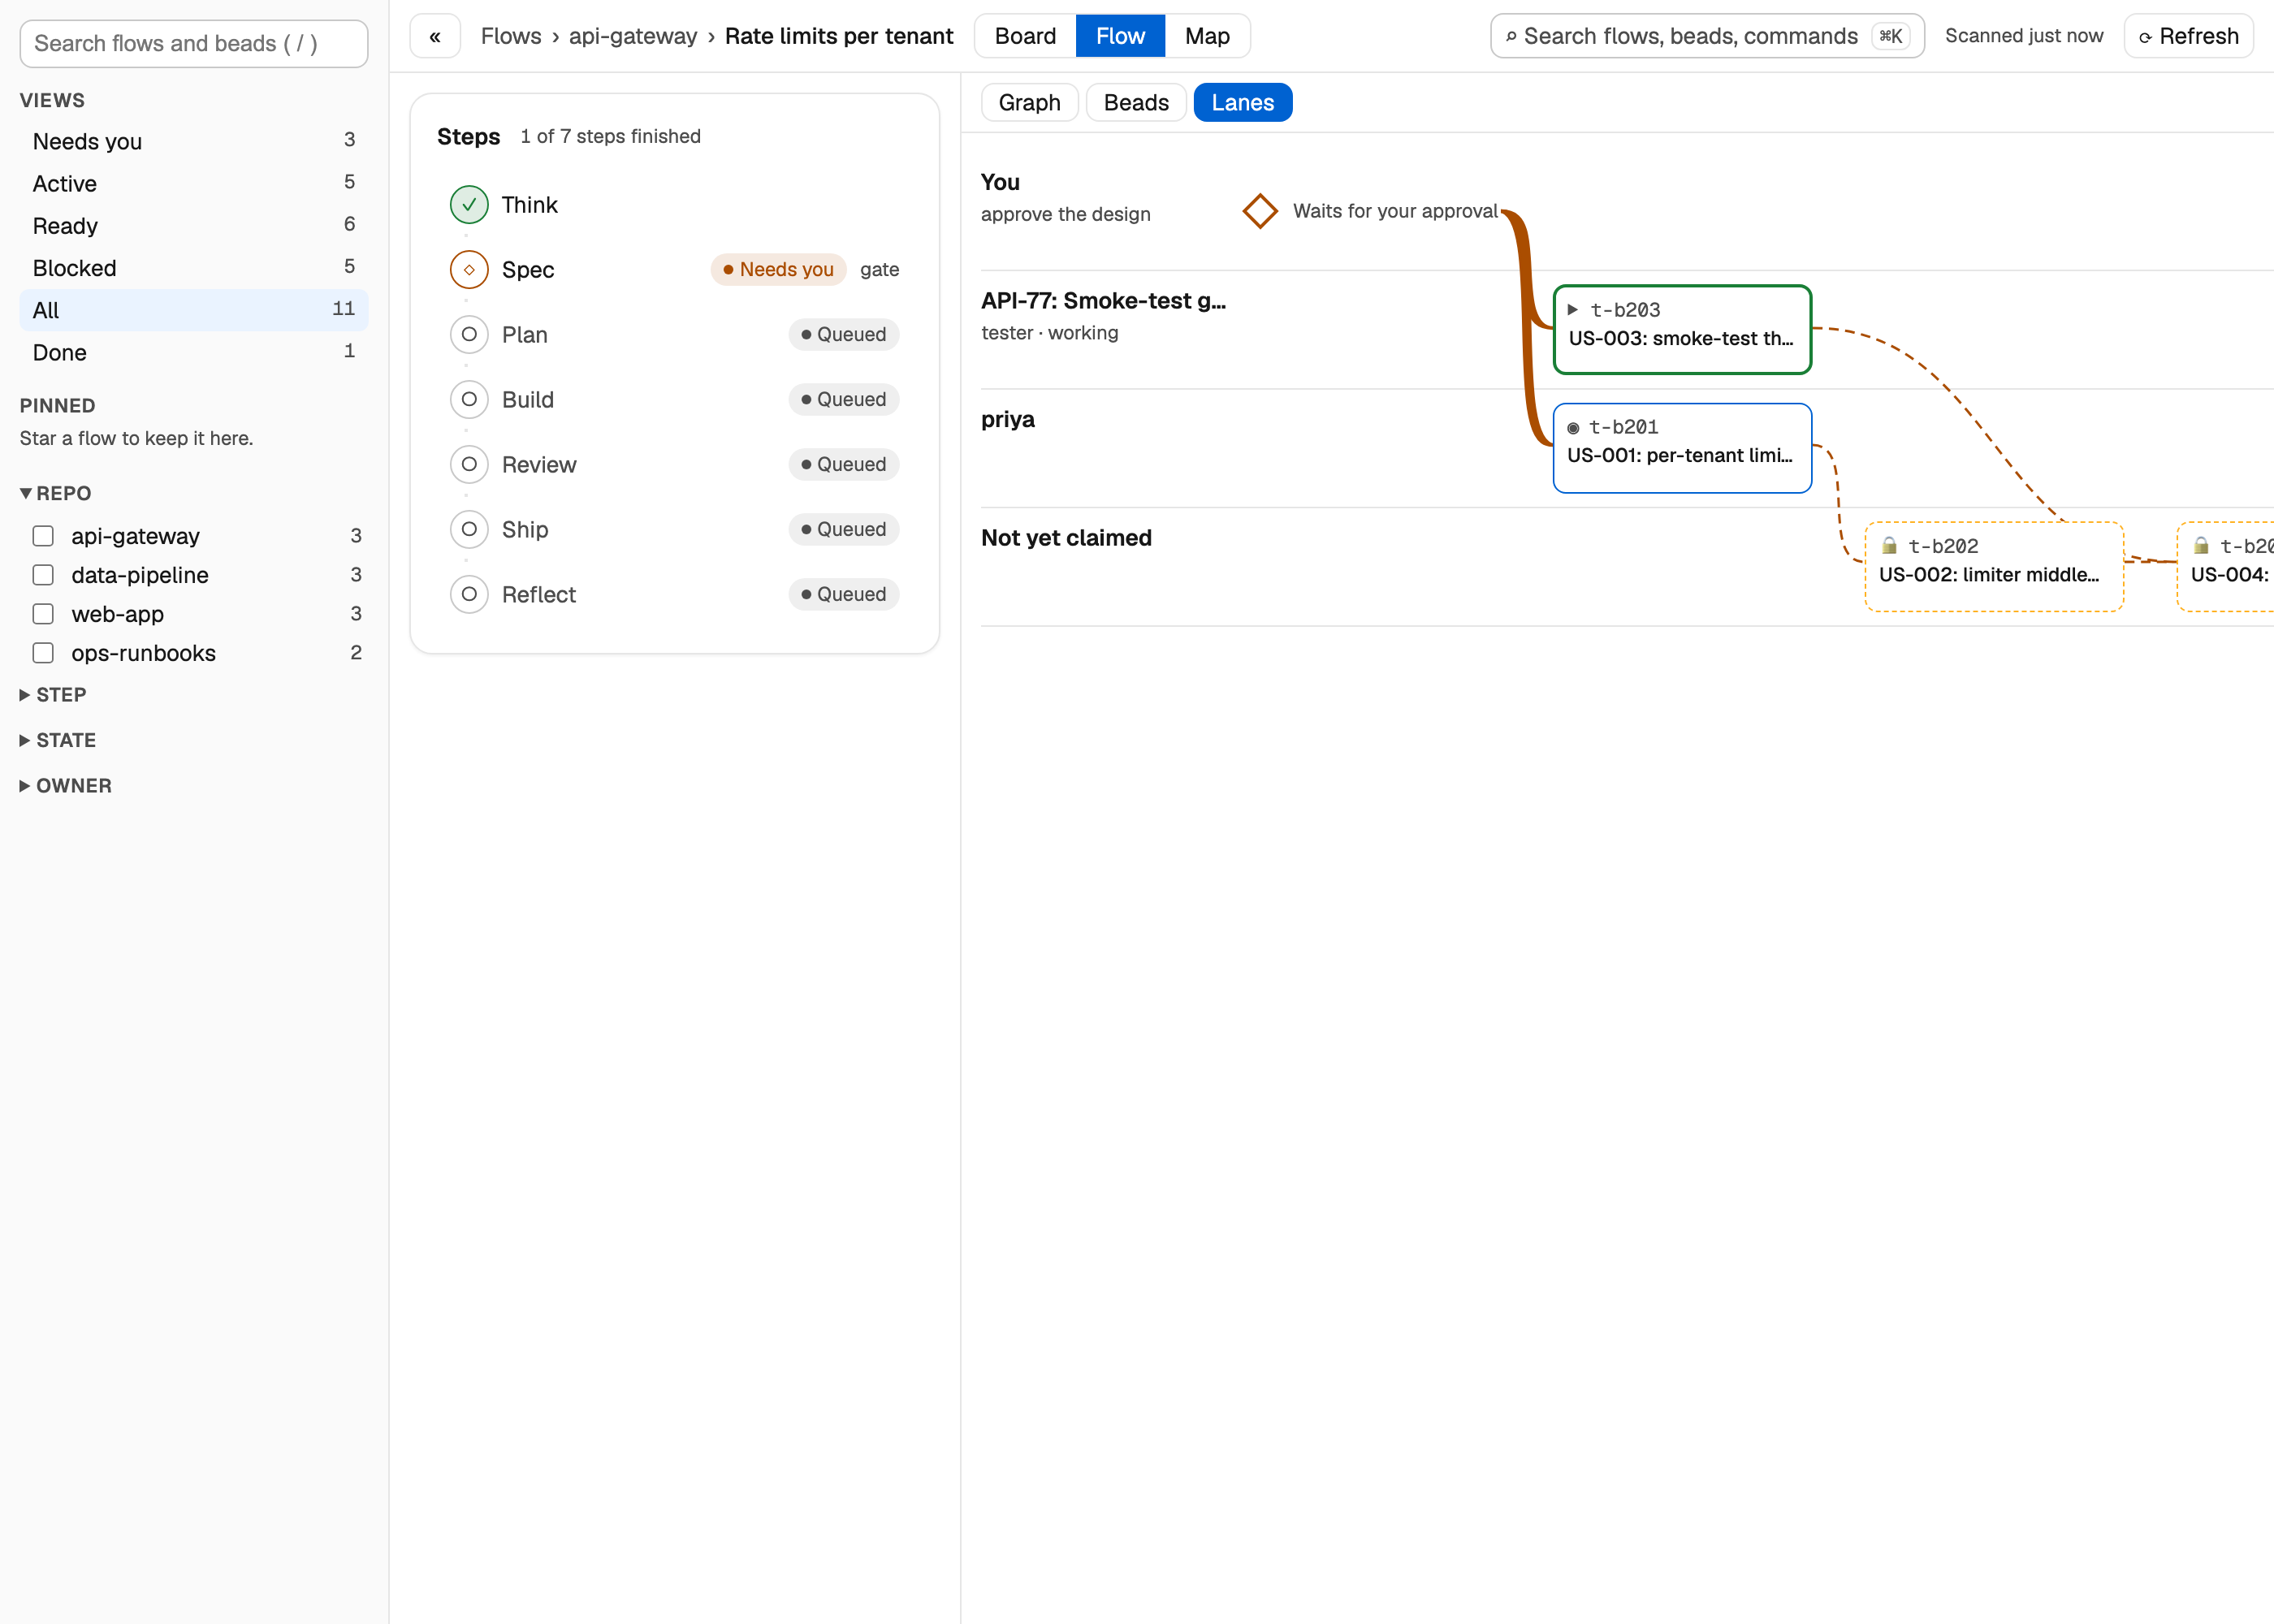 Search flows and beads ( / )
VIEWS
Needs you 3
Active 5
Ready 6
Blocked 5
All 11
Done 1
PINNED
Star a flow to keep it here.
REPO
api-gateway 3
data-pipeline 3
web-app 3
ops-runbooks 2
STEP
STATE
OWNER
« Flows › api-gateway › Rate limits per tenant Board Flow Map Search flows, beads, commands ⌘K Scanned just now Refresh
Steps 1 of 7 steps finished
Think
Spec Needs you gate
Plan Queued
Build Queued
Review Queued
Ship Queued
Reflect Queued
Graph Beads Lanes
You
approve the design
Waits for your approval
API-77: Smoke-test g...
tester · working
t-b203
US-003: smoke-test th...
priya
t-b201
US-001: per-tenant limi...
Not yet claimed
t-b202
US-002: limiter middle...
t-b20
US-004: